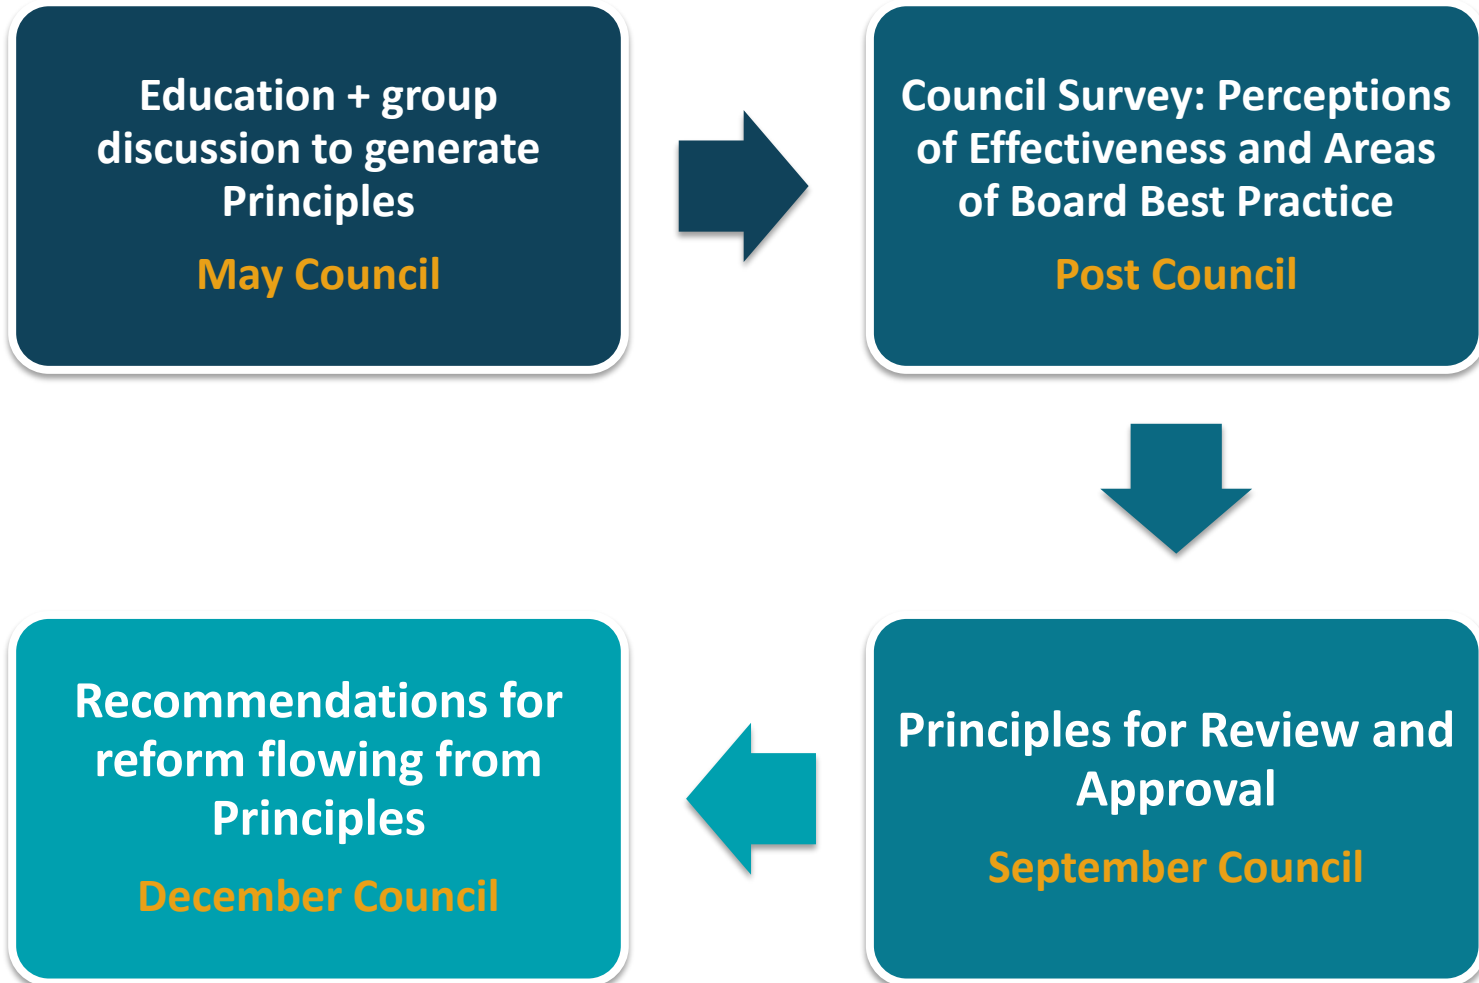 Education + group
discussion to generate
Principles
May Council
Council Survey: Perceptions
of Effectiveness and Areas
of Board Best Practice
Post Council
Principles for Review and
Approval
September Council
Recommendations for
reform flowing from
Principles
December Council